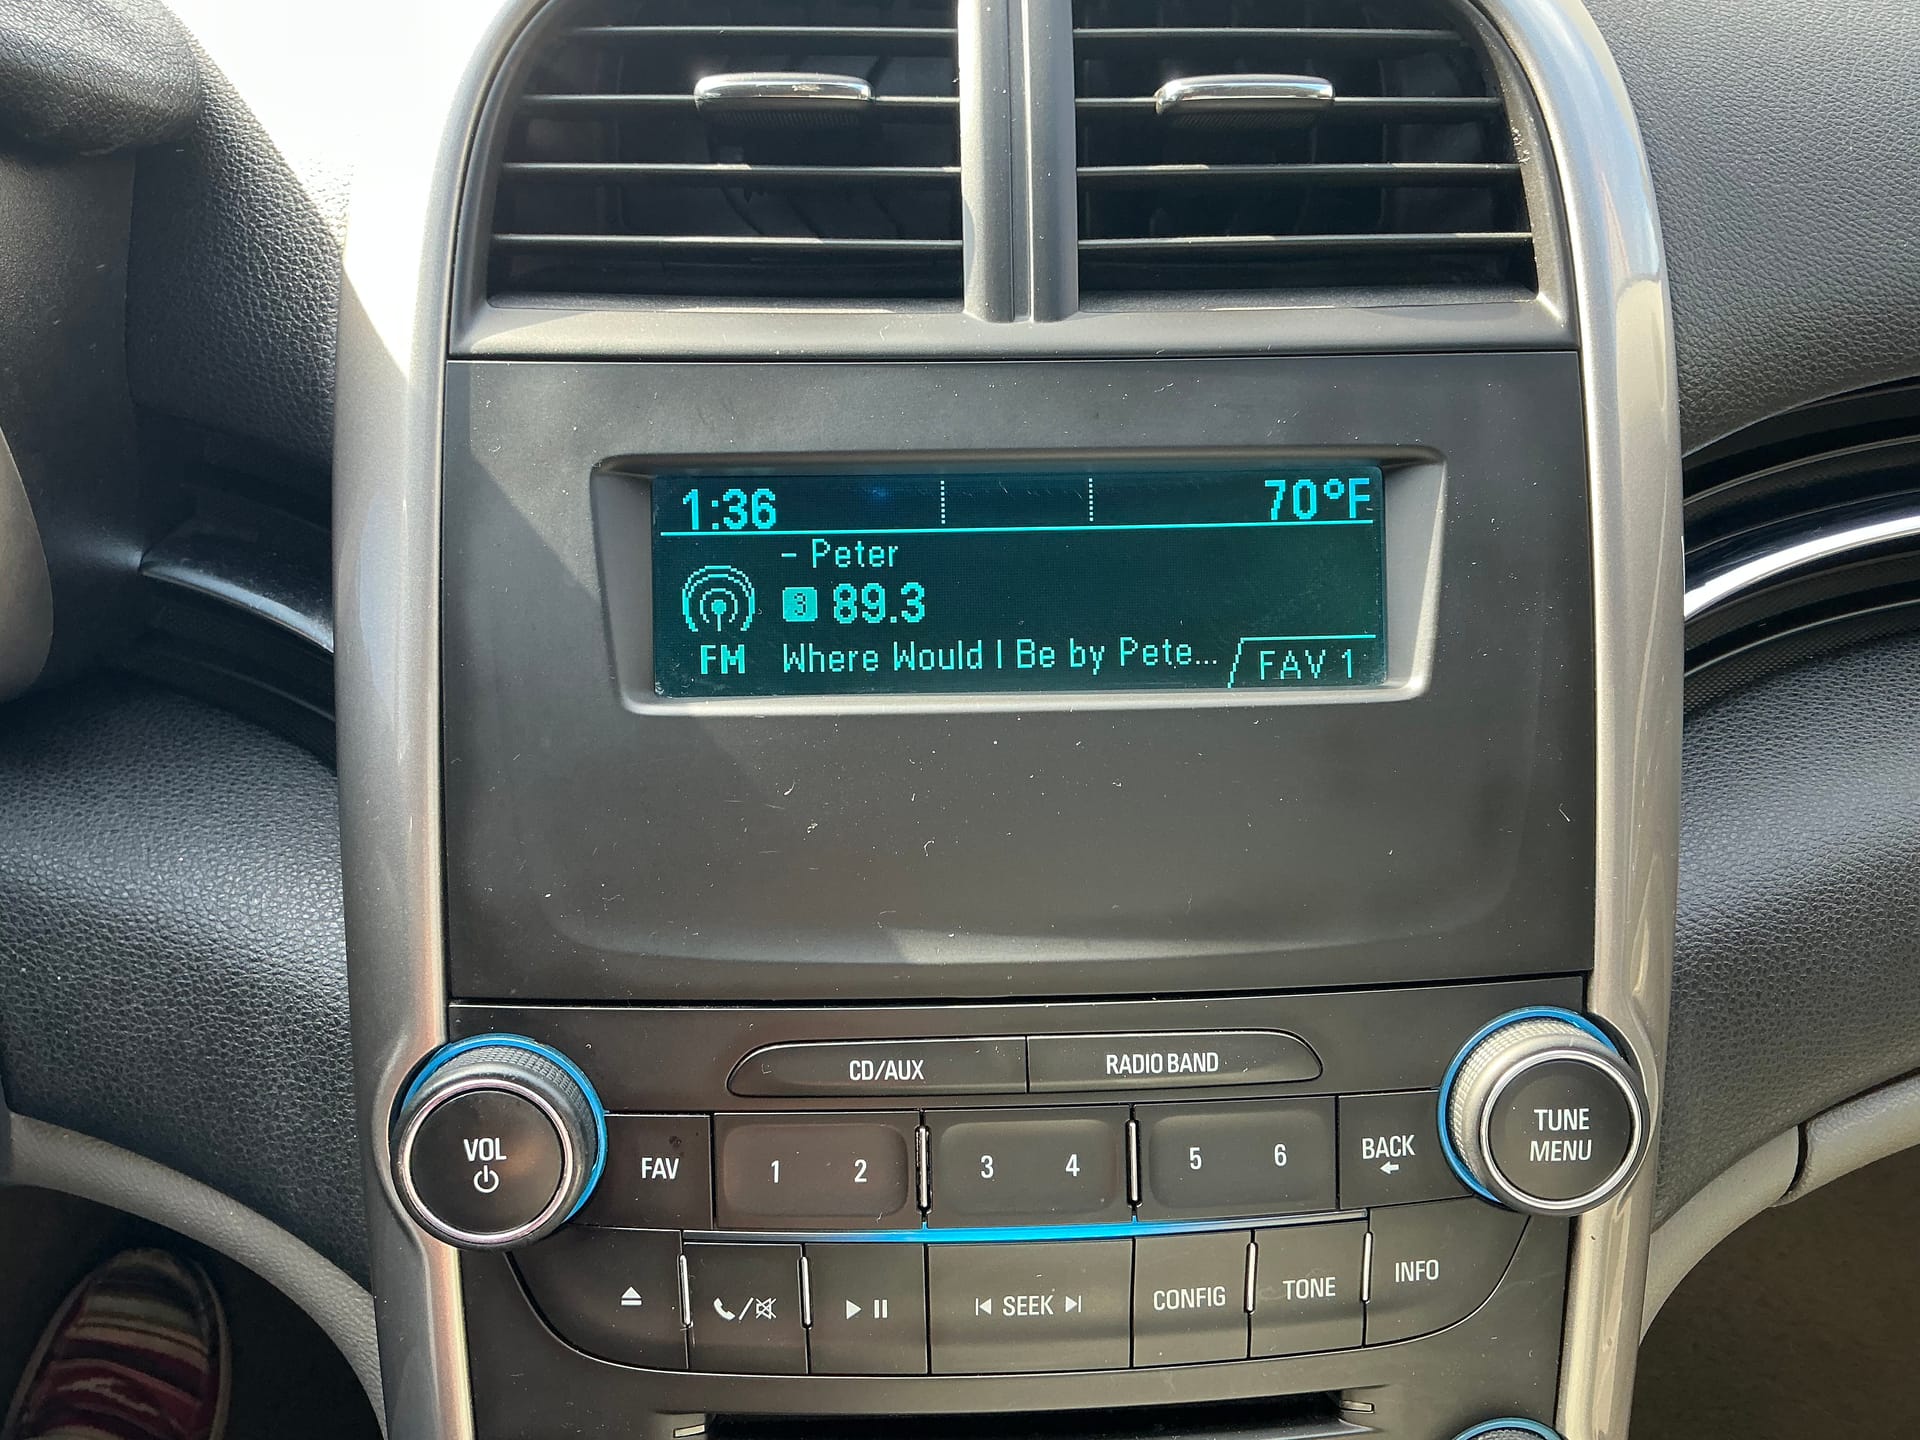 1:36 70°F
- Peter
3 89.3
FM Where Would I Be by Pete... FAV 1
CD/AUX RADIO BAND
VOL FAV 1 2 3 4 5 6 BACK TUNE MENU
SEEK CONFIG TONE INFO